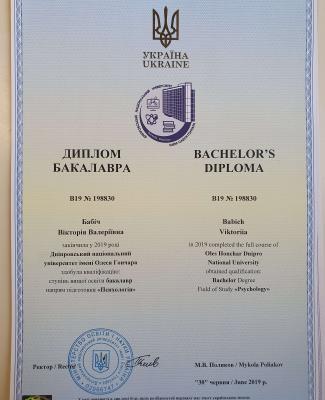 УКРАЇНА
UKRAINE
ДИПЛОМ
БАКАЛАВРА
В19 № 198830
Бабіч
Вікторія Валеріївна
закінчила у 2019 році
Дніпровський національний
університет імені Олеся Гончара
здобула кваліфікацію:
ступінь вищої освіти бакалавр
напрям підготовки «Психологія»
BACHELOR'S
DIPLOMA
B19 № 198830
Babich
Viktoriia
in 2019 completed the full course of
Oles Honchar Dnipro
National University
obtained qualification:
Bachelor Degree
Field of Study «Psychology»
Ректор / Rector
М.В. Поляков / Mykola Poliakov
"30" червня / June 2019 р.